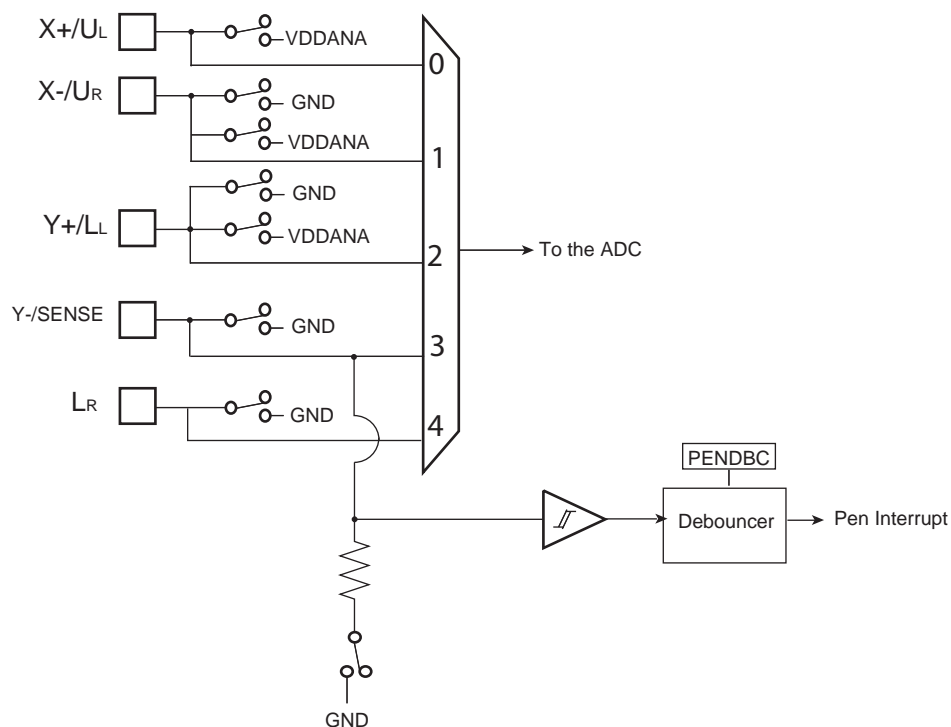 X+/UL
VDDANA
0
X-/UR
GND
VDDANA
1
GND
Y+/LL
VDDANA
2
To the ADC
Y-/SENSE
GND
3
LR
GND
4
PENDBC
Debouncer
Pen Interrupt
GND